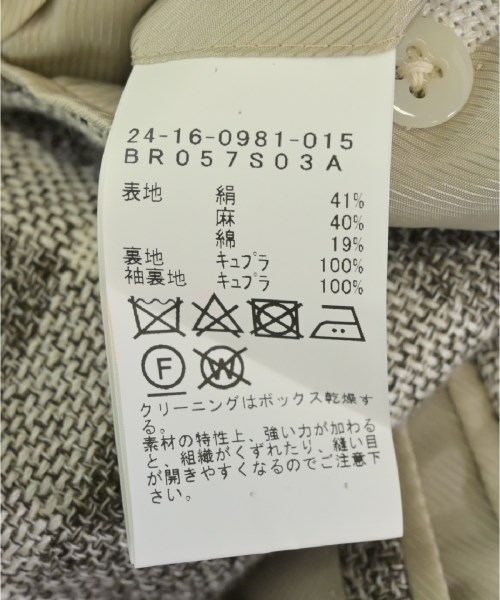 24-16-0981-015
BR057S03A
表地 絹 41%
麻 40%
綿 19%
裏地 キュプラ 100%
袖裏地 キュプラ 100%
F W
クリーニングはボックス乾燥す
る。
素材の特性上、強い力が加わる
と、組織がくずれたり、縫い目
が開きやすくなるのでご注意下
さい。